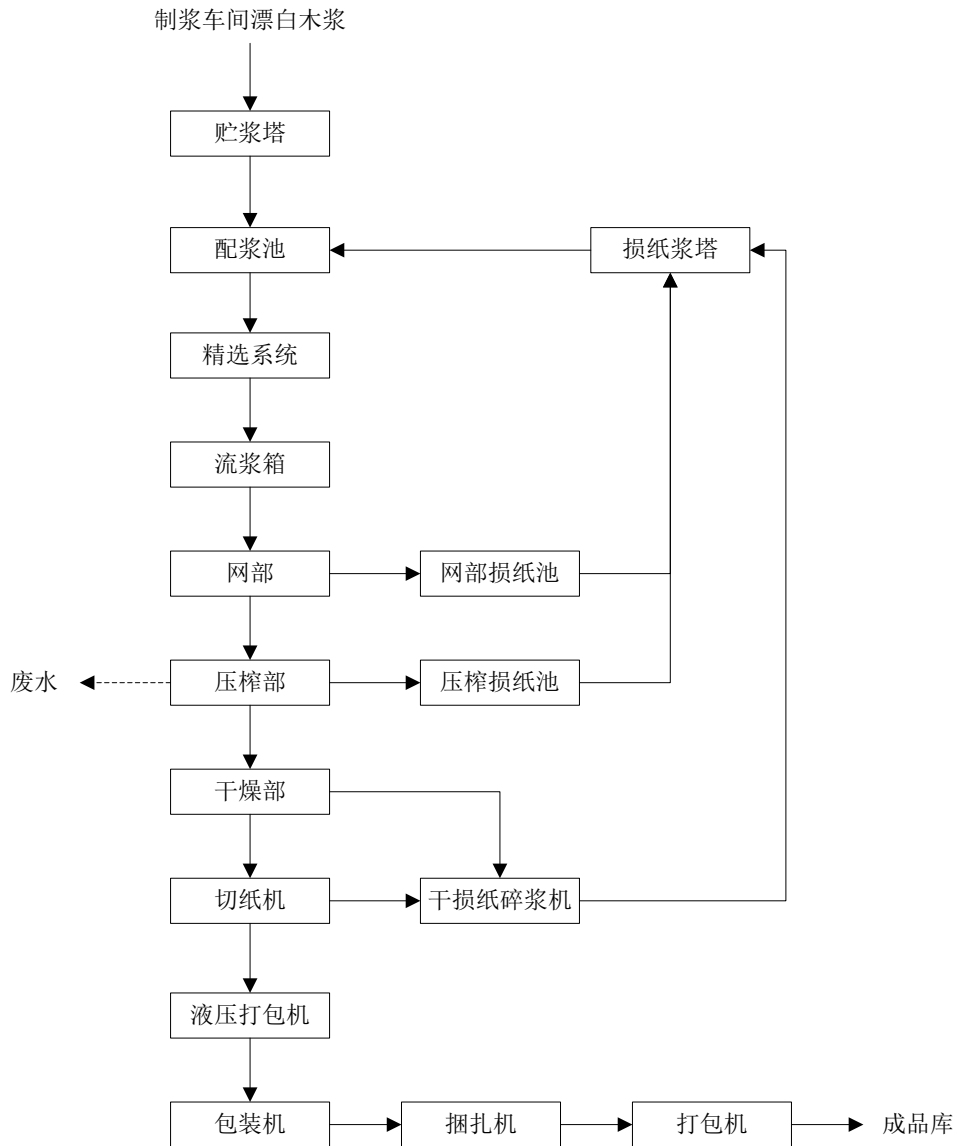 制浆车间漂白木浆
贮浆塔
配浆池
损纸浆塔
精选系统
流浆箱
网部
网部损纸池
废水
压榨部
压榨损纸池
干燥部
切纸机
干损纸碎浆机
液压打包机
包装机
捆扎机
打包机
成品库